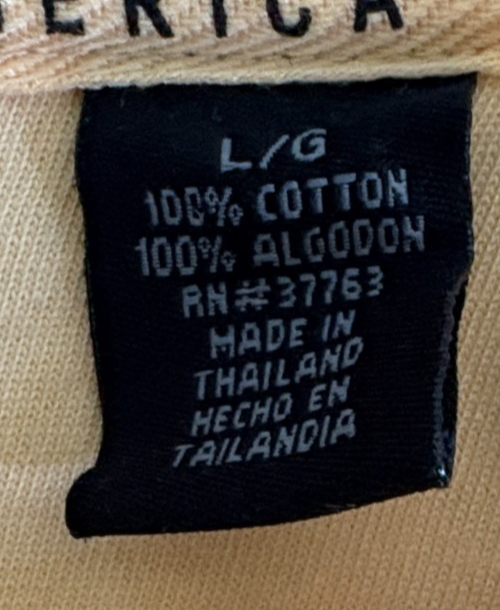 ERICA
L/G
100% COTTON
100% ALGODON
RN#37763
MADE IN
THAILAND
HECHO EN
TAILANDIA